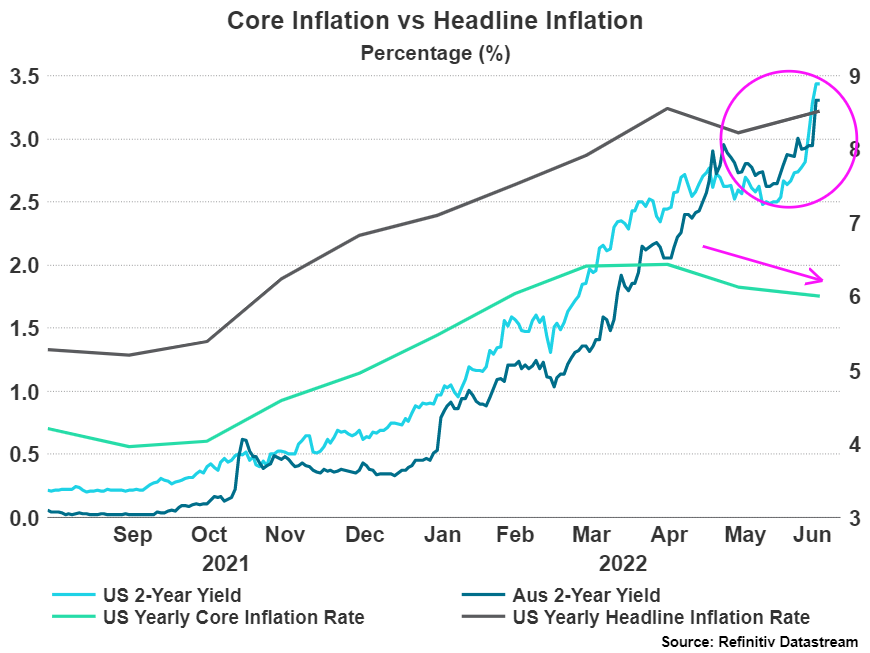 Core Inflation vs Headline Inflation
Percentage (%)
3.5 9
3.0 8
2.5 7
2.0 6
1.5 5
1.0 4
0.5
0.0 3
Sep Oct Nov Dec Jan Feb Mar Apr May Jun
2021 2022
US 2-Year Yield Aus 2-Year Yield
US Yearly Core Inflation Rate US Yearly Headline Inflation Rate
Source: Refinitiv Datastream